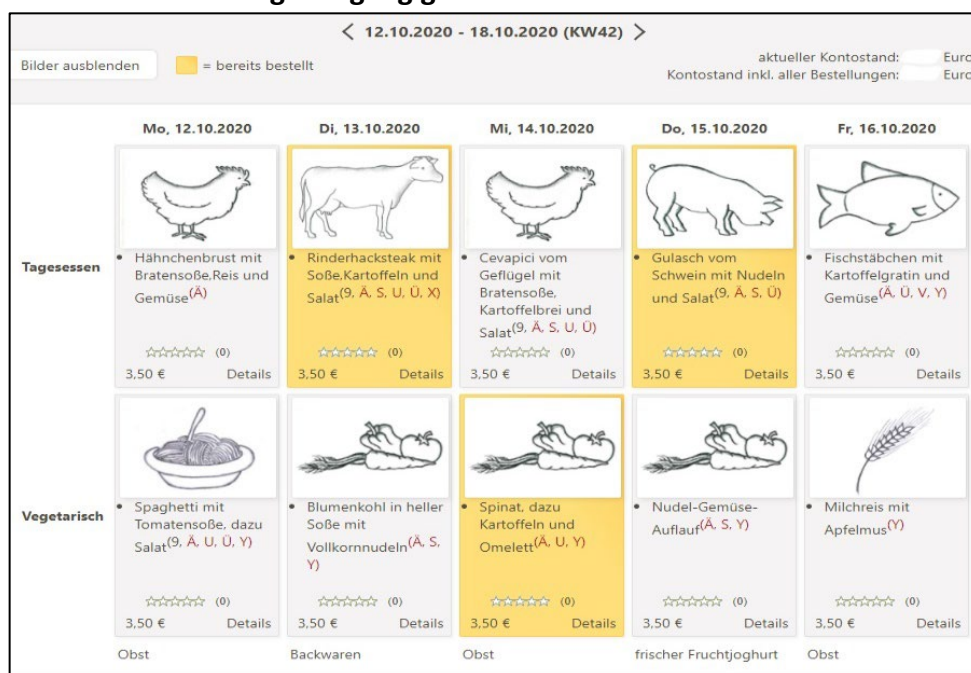 12.10.2020 - 18.10.2020 (KW42)
Bilder ausblenden
= bereits bestellt
aktueller Kontostand: Euro
Kontostand inkl. aller Bestellungen: Euro
Mo, 12.10.2020
Di, 13.10.2020
Mi, 14.10.2020
Do, 15.10.2020
Fr, 16.10.2020
Tagesessen
Hähnchenbrust mit
Bratensoße,Reis und
Gemüse(Ä)
(0)
3,50 € Details
Rinderhacksteak mit
Soße,Kartoffeln und
Salat(9, Ä, S, U, Ü, X)
(0)
3,50 € Details
Cevapici vom
Geflügel mit
Bratensoße,
Kartoffelbrei und
Salat(9, Ä, S, U, Ü)
(0)
3,50 € Details
Gulasch vom
Schwein mit Nudeln
und Salat(9, Ä, S, Ü)
(0)
3,50 € Details
Fischstäbchen mit
Kartoffelgratin und
Gemüse(Ä, Ü, V, Y)
(0)
3,50 € Details
Vegetarisch
Spaghetti mit
Tomatensoße, dazu
Salat(9, Ä, U, Ü, Y)
(0)
3,50 € Details
Blumenkohl in heller
Soße mit
Vollkornnudeln(Ä, S,
Y)
(0)
3,50 € Details
Spinat, dazu
Kartoffeln und
Omelett(Ä, U, Y)
(0)
3,50 € Details
Nudel-Gemüse-
Auflauf(Ä, S, Y)
(0)
3,50 € Details
Milchreis mit
Apfelmus(Y)
(0)
3,50 € Details
Obst
Backwaren
Obst
frischer Fruchtjoghurt
Obst